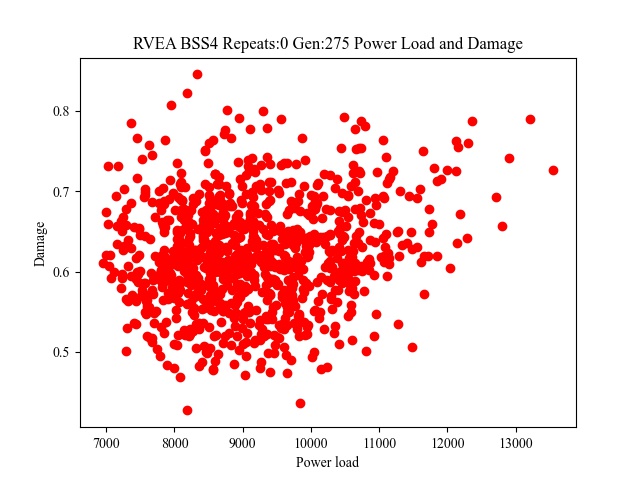 RVEA BSS4 Repeats:0 Gen:275 Power Load and Damage
0.8
0.7
0.6
0.5
Damage
7000 8000 9000 10000 11000 12000 13000
Power load